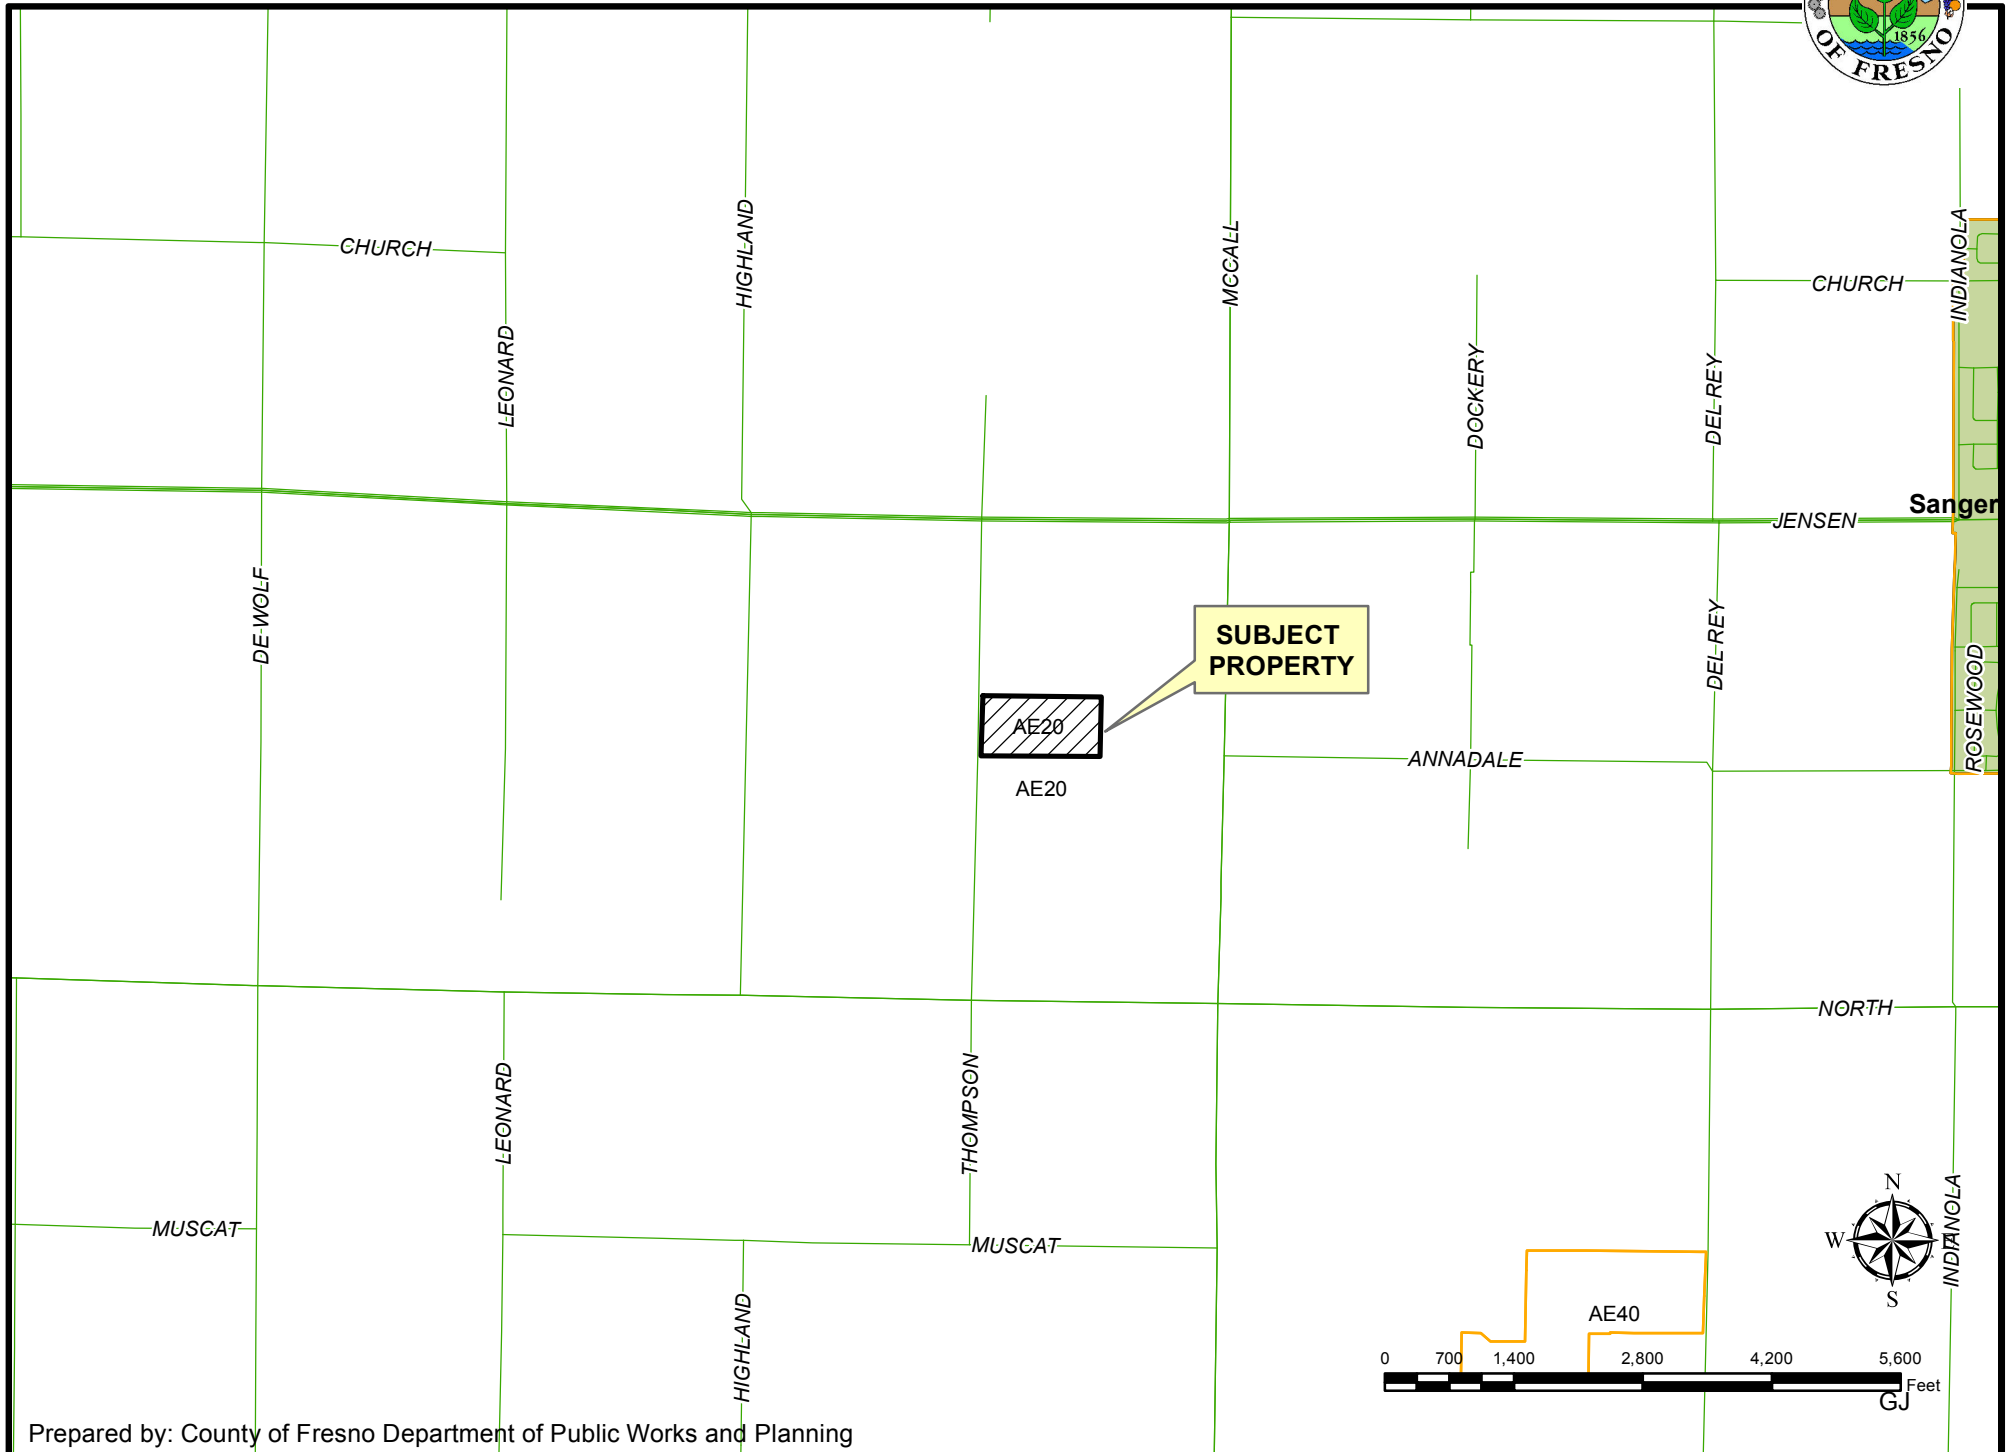 1856
OF FRESNO
CHURCH
HIGHLAND
MCCALL
INDIANOLA
CHURCH
LEONARD
DOCKERY
DEL REY
Sanger
JENSEN
DE WOLF
SUBJECT
PROPERTY
DEL REY
ROSEWOOD
AE20
ANNADALE
AE20
NORTH
LEONARD
THOMPSON
INDIANOLA
N
W
E
S
MUSCAT
MUSCAT
HIGHLAND
AE40
0 700 1,400 2,800 4,200 5,600
Feet
GJ
Prepared by: County of Fresno Department of Public Works and Planning